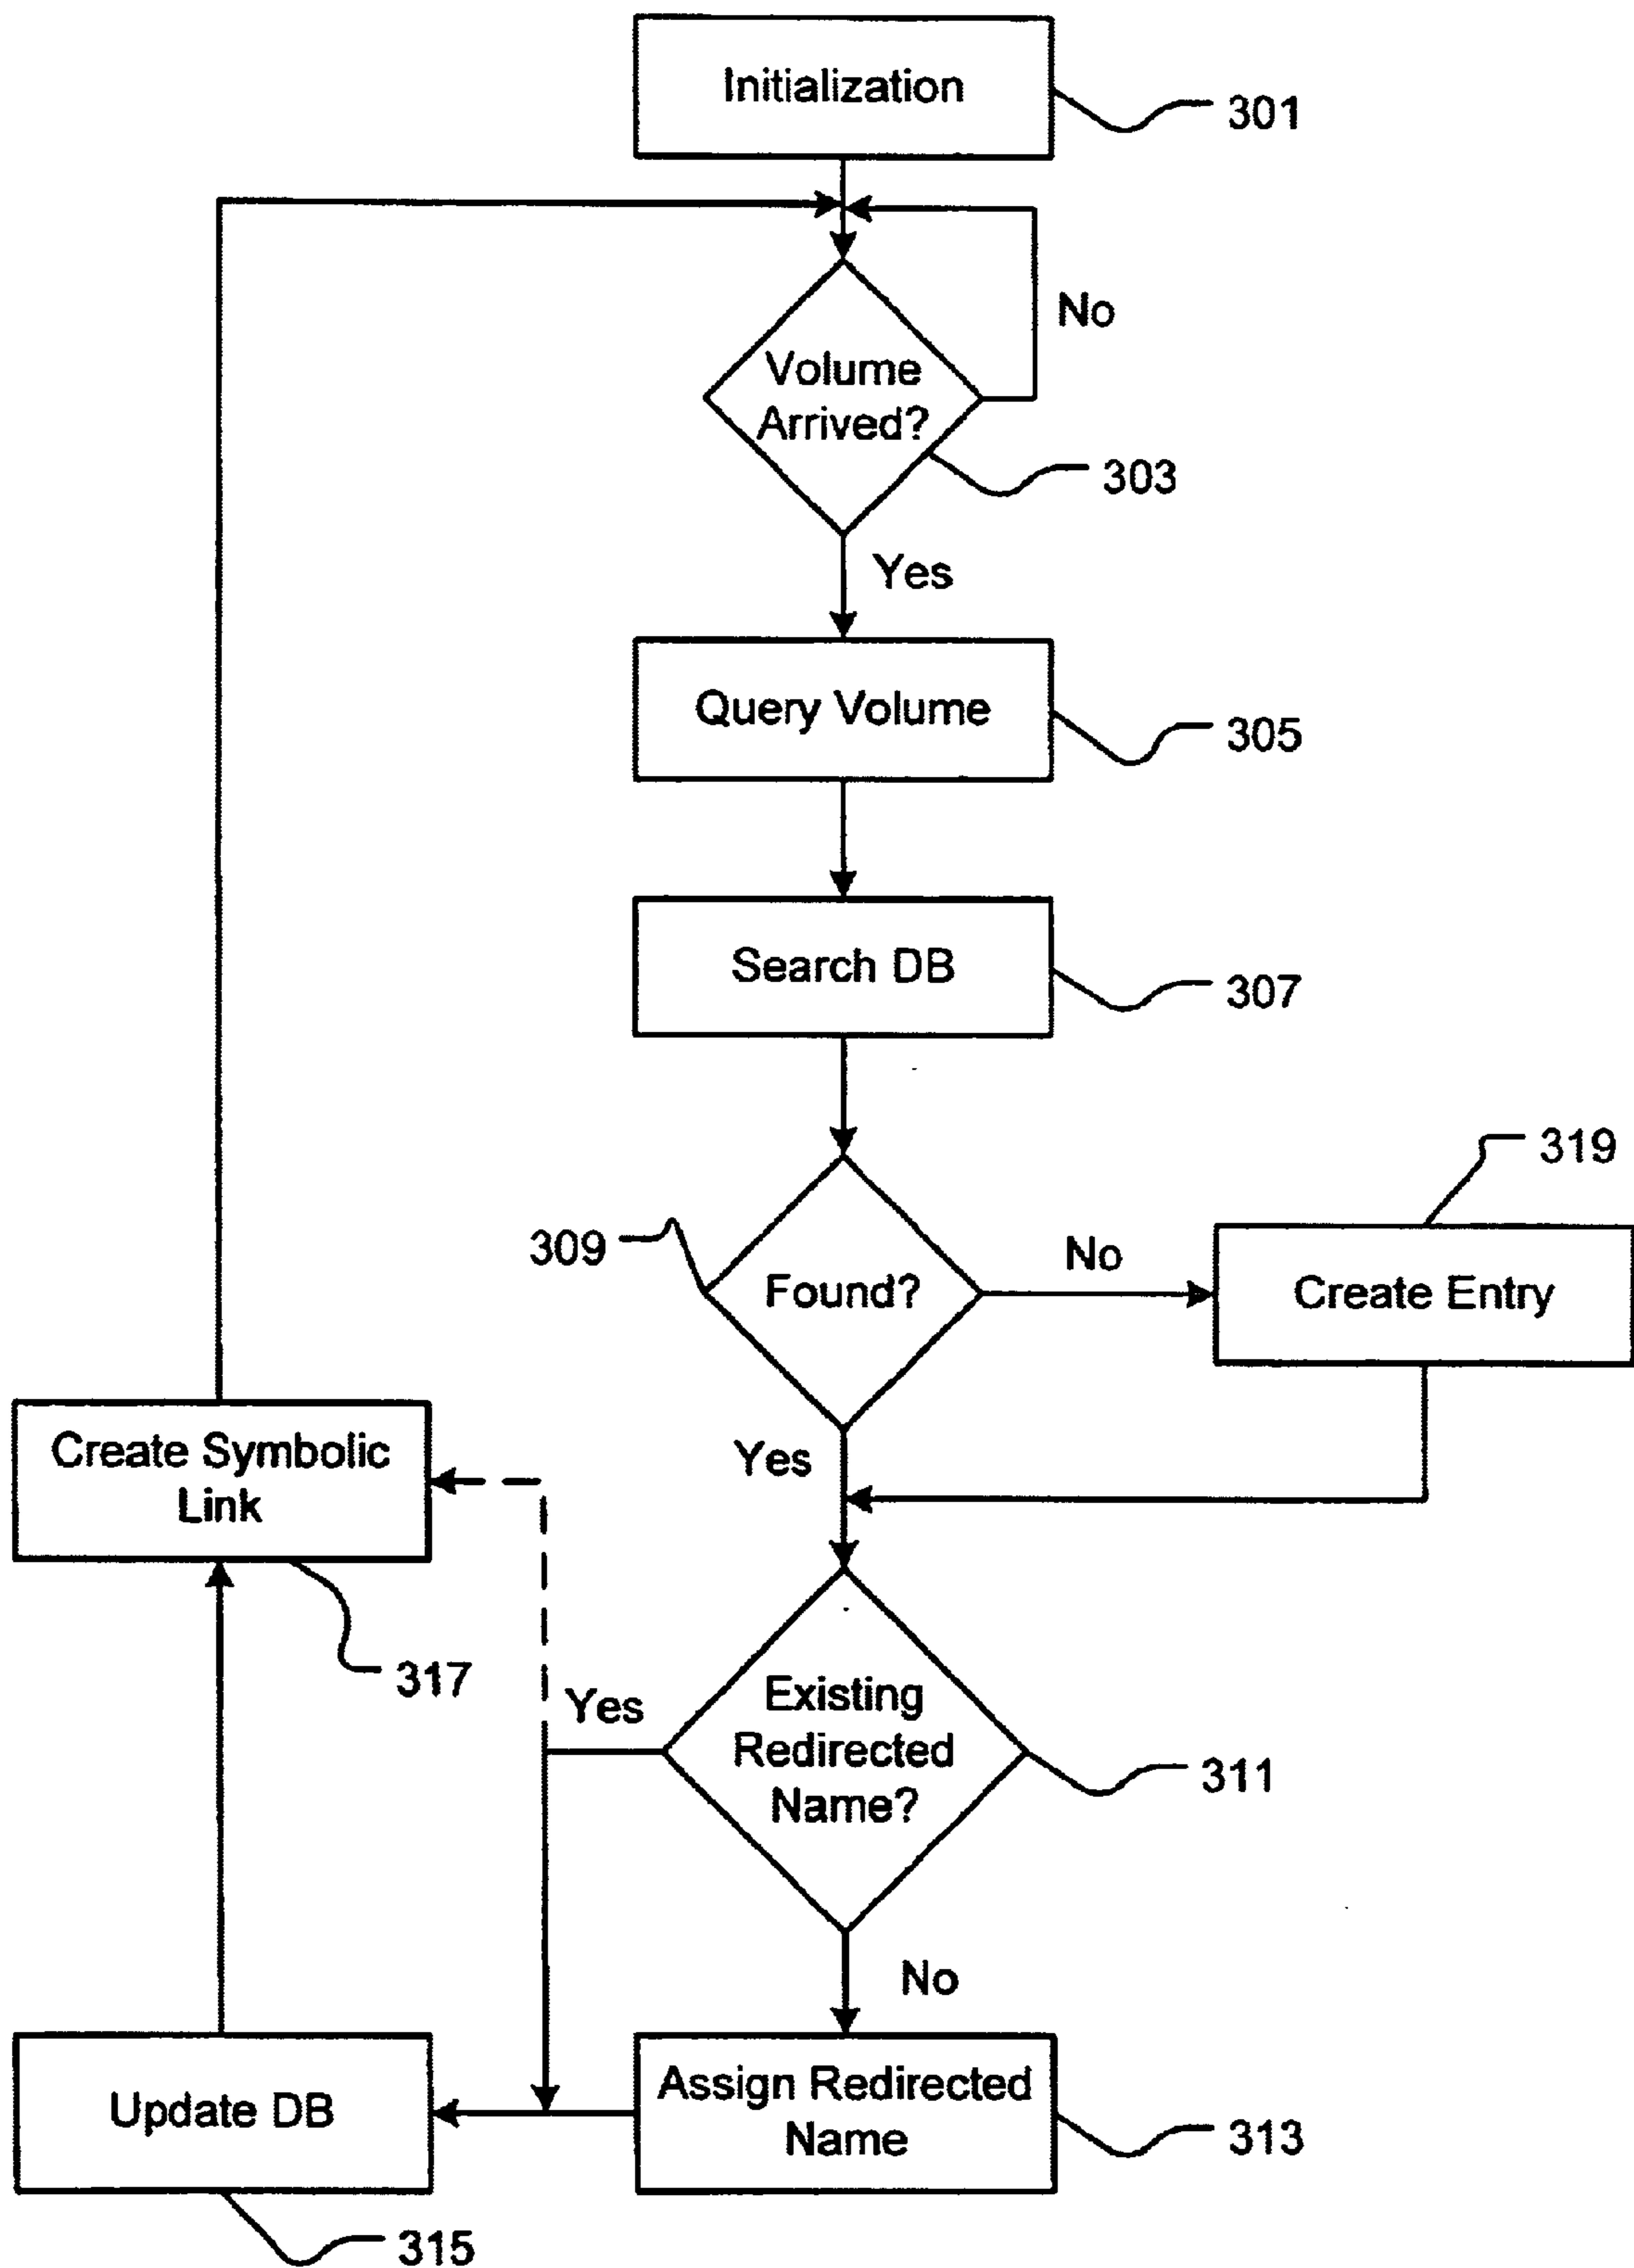 Initialization
301
No
Volume
Arrived?
303
Yes
Query Volume
305
Search DB
307
319
309
Found?
No
Create Entry
Yes
Create Symbolic
Link
317
Yes
Existing
Redirected
Name?
311
No
Update DB
315
Assign Redirected
Name
313